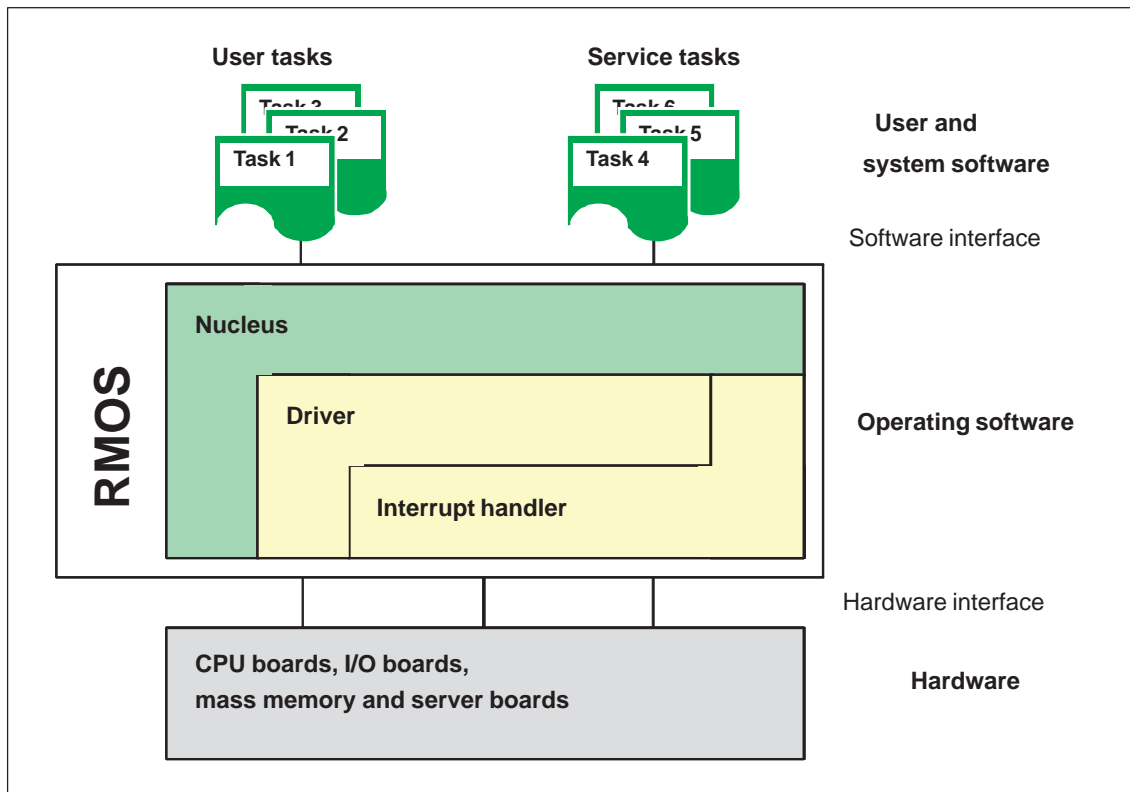 User tasks
Service tasks
Task 3
Task 2
Task 1
Task 6
Task 5
Task 4
User and
system software
Software interface
RMOS
Nucleus
Driver
Interrupt handler
Operating software
Hardware interface
CPU boards, I/O boards,
mass memory and server boards
Hardware